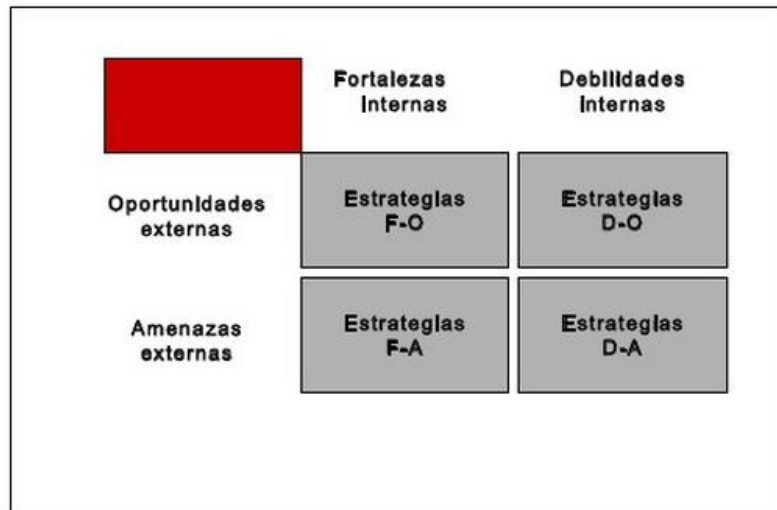 Fortalezas
Internas
Debilidades
Internas
Oportunidades
externas
Estrategias
F-O
Estrategias
D-O
Amenazas
externas
Estrategias
F-A
Estrategias
D-A